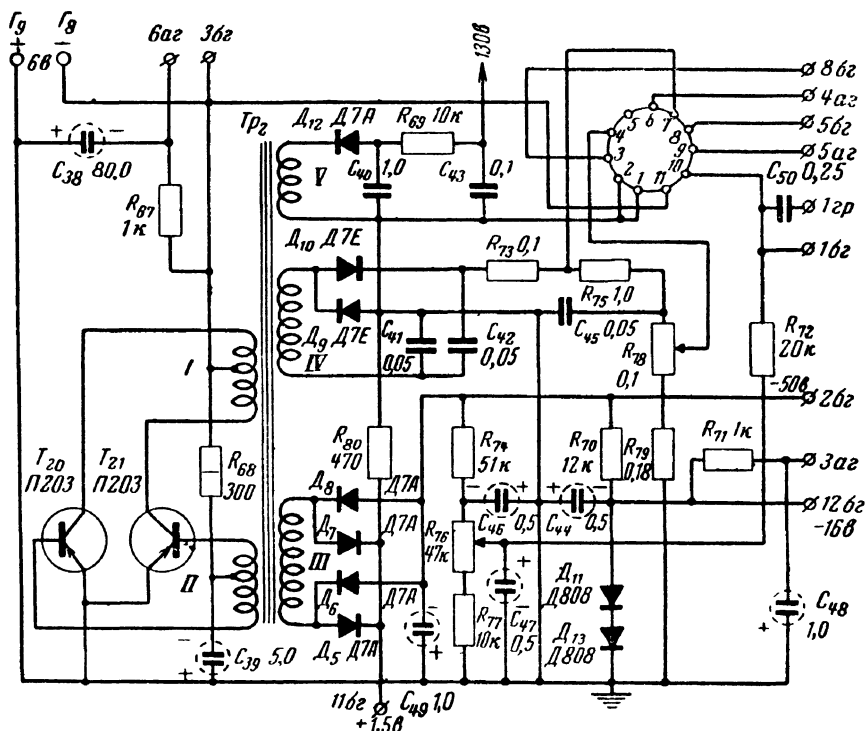 Г9 Г8 6аг 3бг
+ − 6в
130в
8бг
4аг
5бг
5аг
С50 0,25
1гр
1бг
Тр2 Д12 Д7А R69 10к
С38 80,0
+ −
С40 1,0 С43 0,1
V
4 5 6 7 8 9 10 11 1 2 3
R87 1к
Д10 Д7Е R73 0,1
R75 1,0
Д9 Д7Е
IV
С41 0,05
С42 0,05
С45 0,05
R78 0,1
R72 20к
−50в
2бг
I
Т20 П203
Т21 П203
R68 300
R80 470
R74 51к
R70 12к
R79 0,18
R71 1к
3аг
12бг
−16в
Д8 Д7А
Д7 Д7А
III
− С46 + 0,5
+ С44 − 0,5
R76 47к
II
Д6 Д7А
Д5 Д7А
R77 10к
+ − С47 0,5
Д11 Д808
Д13 Д808
С48 1,0
+
− + С39 5,0
11бг
+1,5в
− + С49 1,0